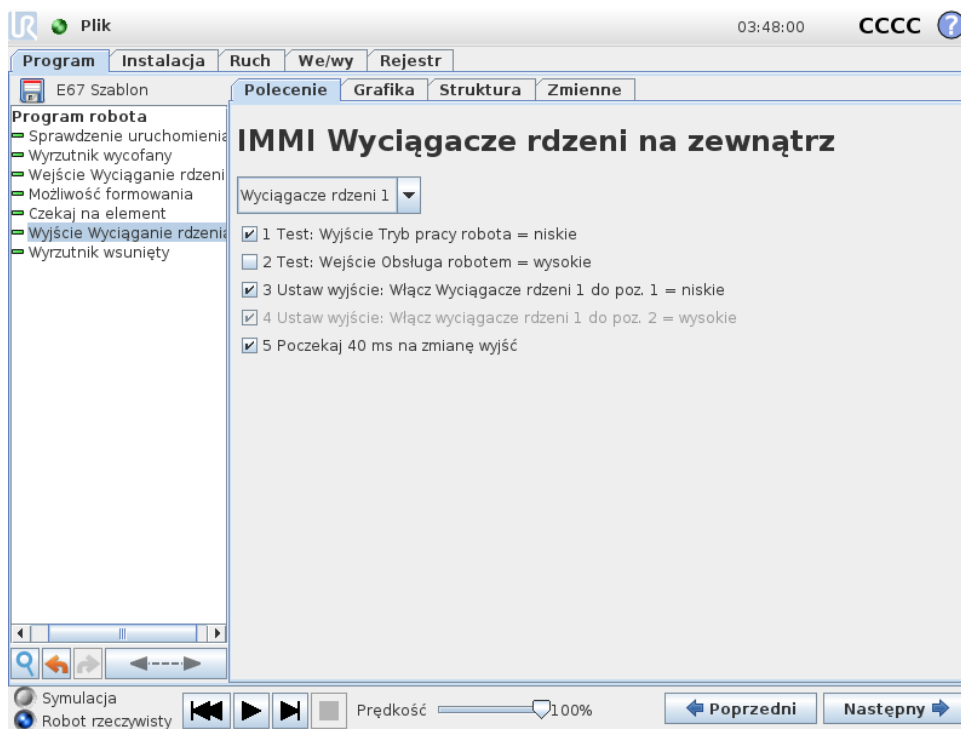 UR Plik 03:48:00 CCCC ?
Program Instalacja Ruch We/wy Rejestr
E67 Szablon
Polecenie Grafika Struktura Zmienne
Program robota
Sprawdzenie uruchomienia
Wyrzutnik wycofany
Wejście Wyciąganie rdzeni
Możliwość formowania
Czekaj na element
Wyjście Wyciąganie rdzenia
Wyrzutnik wsunięty
IMMI Wyciągacze rdzeni na zewnątrz
Wyciągacze rdzeni 1
1 Test: Wyjście Tryb pracy robota = niskie
2 Test: Wejście Obsługa robotem = wysokie
3 Ustaw wyjście: Włącz Wyciągacze rdzeni 1 do poz. 1 = niskie
4 Ustaw wyjście: Włącz wyciągacze rdzeni 1 do poz. 2 = wysokie
5 Poczekaj 40 ms na zmianę wyjść
Symulacja
Robot rzeczywisty
Prędkość 100%
Poprzedni
Następny